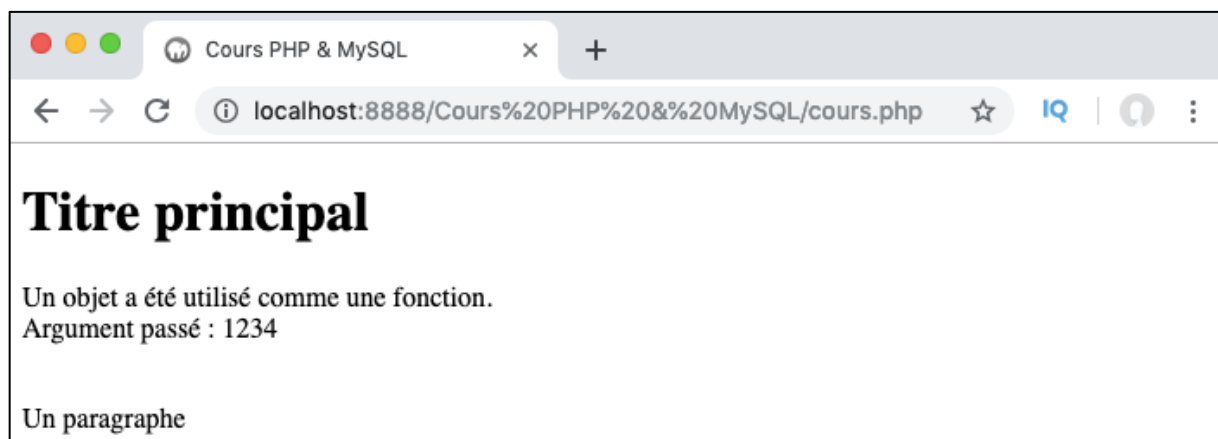 Cours PHP & MySQL
localhost:8888/Cours%20PHP%20&%20MySQL/cours.php
IQ
Titre principal
Un objet a été utilisé comme une fonction.
Argument passé : 1234
Un paragraphe